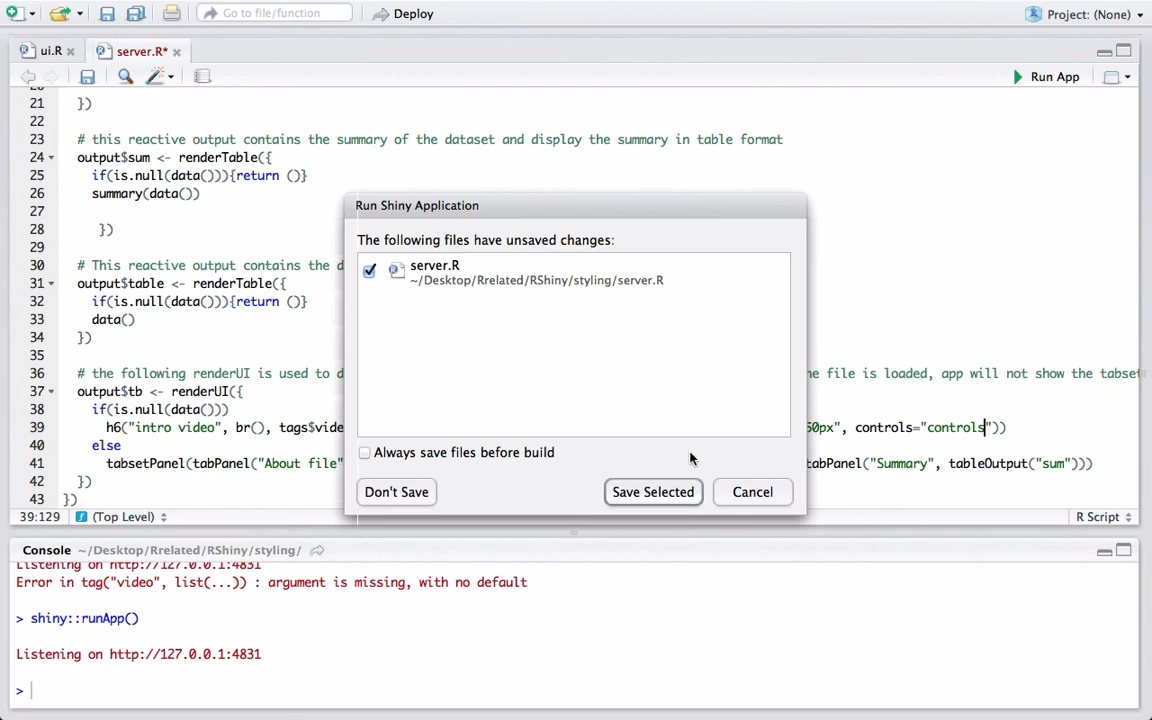 Go to file/function
Deploy
Project: (None)
ui.R
server.R*
Run App
21 })
22
23 # this reactive output contains the summary of the dataset and display the summary in table format
24 output$sum <- renderTable({
25 if(is.null(data())){return ()}
26 summary(data())
27
28 })
29
30 # This reactive output contains the d
31 output$table <- renderTable({
32 if(is.null(data())){return ()}
33 data()
34 })
35
36 # the following renderUI is used to d he file is loaded, app will not show the tabset
37 output$tb <- renderUI({
38 if(is.null(data()))
39 h6("intro video", br(), tags$vide 50px", controls="controls"))
40 else
41 tabsetPanel(tabPanel("About file" tabPanel("Summary", tableOutput("sum")))
42 })
43 })
39:129 (Top Level) R Script
Run Shiny Application
The following files have unsaved changes:
server.R
~/Desktop/Rrelated/RShiny/styling/server.R
Always save files before build
Don't Save Save Selected Cancel
Console ~/Desktop/Rrelated/RShiny/styling/
Listening on http://127.0.0.1:4831
Error in tag("video", list(...)) : argument is missing, with no default
> shiny::runApp()
Listening on http://127.0.0.1:4831
>